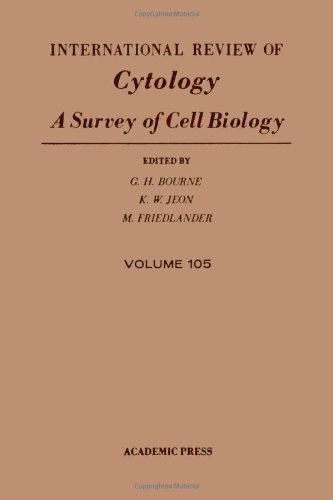 INTERNATIONAL REVIEW OF
Cytology
A Survey of Cell Biology
EDITED BY
G. H. BOURNE
K. W. JEON
M. FRIEDLANDER
VOLUME 105
ACADEMIC PRESS